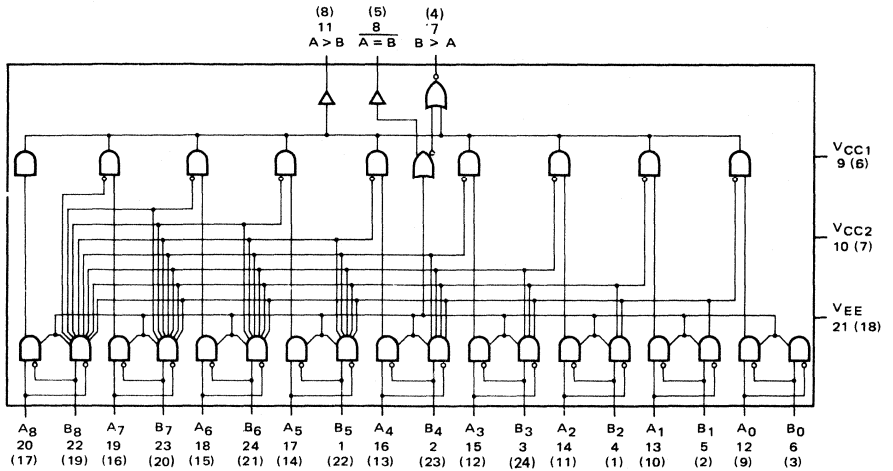 (8) (5) (4)
11 8 7
A > B A = B B > A
VCC1
9 (6)
VCC2
10 (7)
VEE
21 (18)
A8 B8 A7 B7 A6 B6 A5 B5 A4 B4 A3 B3 A2 B2 A1 B1 A0 B0
20 22 19 23 18 24 17 1 16 2 15 3 14 4 13 5 12 6
(17) (19) (16) (20) (15) (21) (14) (22) (13) (23) (12) (24) (11) (1) (10) (2) (9) (3)